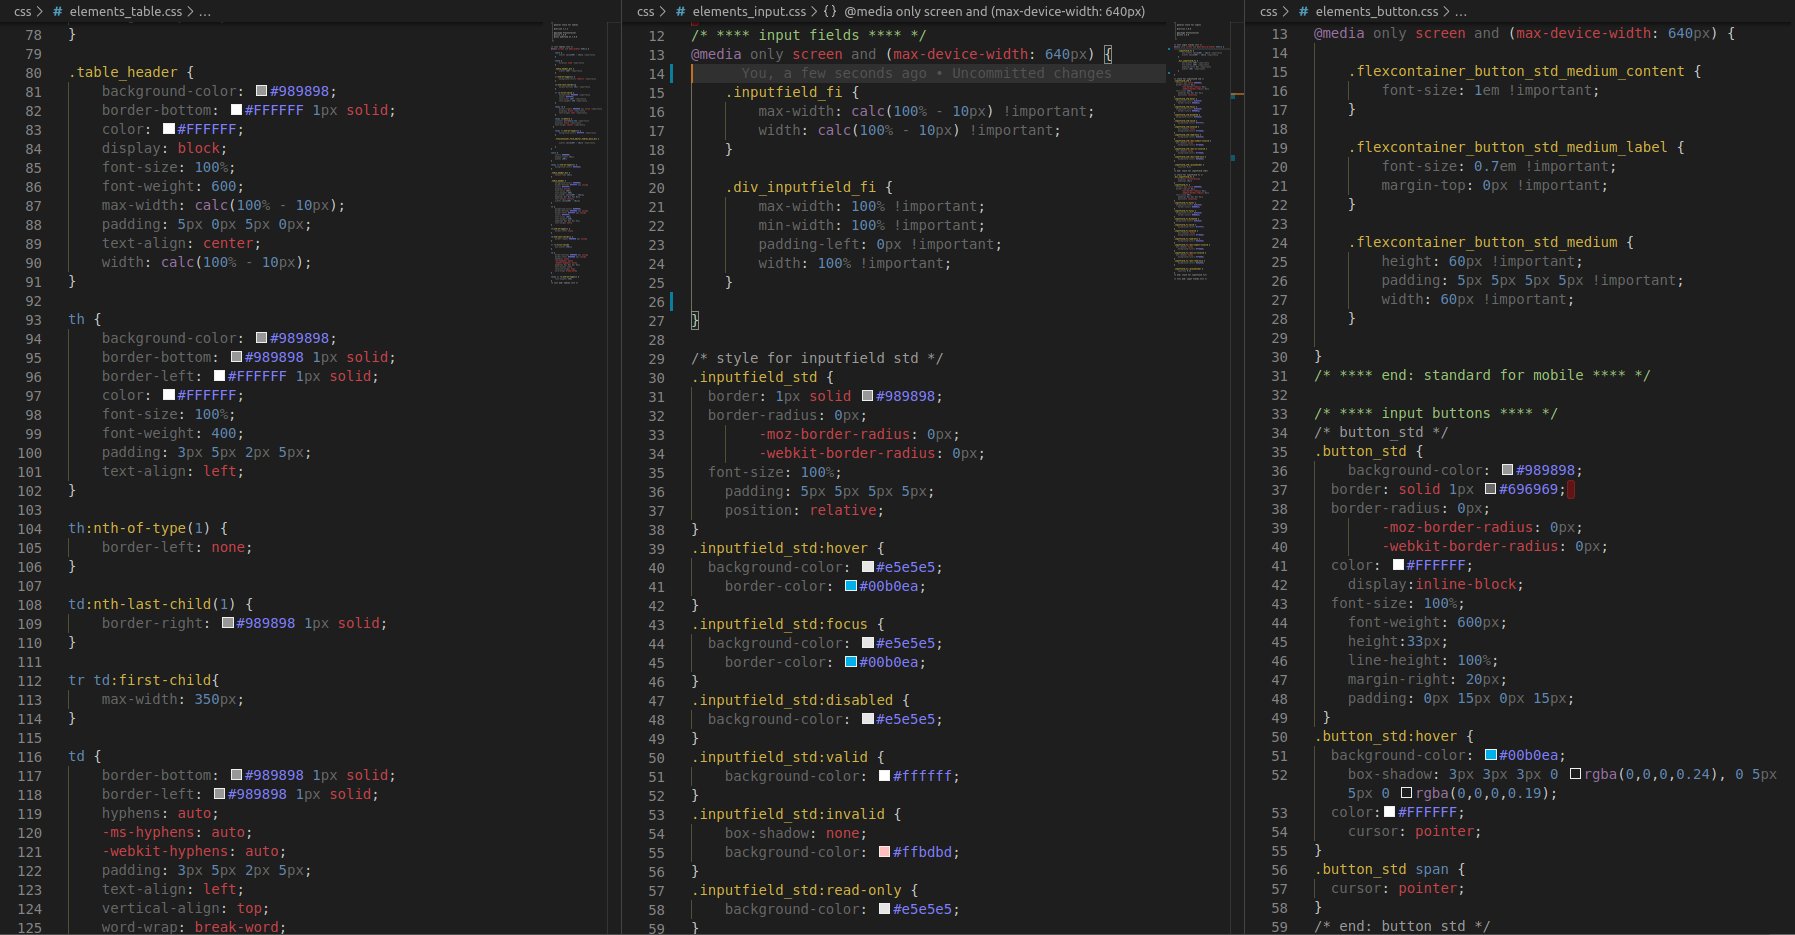 css > # elements_table.css > ...
78 }
79
80 .table_header {
81 background-color: #989898;
82 border-bottom: #FFFFFF 1px solid;
83 color: #FFFFFF;
84 display: block;
85 font-size: 100%;
86 font-weight: 600;
87 max-width: calc(100% - 10px);
88 padding: 5px 0px 5px 0px;
89 text-align: center;
90 width: calc(100% - 10px);
91 }
92
93 th {
94 background-color: #989898;
95 border-bottom: #989898 1px solid;
96 border-left: #FFFFFF 1px solid;
97 color: #FFFFFF;
98 font-size: 100%;
99 font-weight: 400;
100 padding: 3px 5px 2px 5px;
101 text-align: left;
102 }
103
104 th:nth-of-type(1) {
105 border-left: none;
106 }
107
108 td:nth-last-child(1) {
109 border-right: #989898 1px solid;
110 }
111
112 tr td:first-child{
113 max-width: 350px;
114 }
115
116 td {
117 border-bottom: #989898 1px solid;
118 border-left: #989898 1px solid;
119 hyphens: auto;
120 -ms-hyphens: auto;
121 -webkit-hyphens: auto;
122 padding: 3px 5px 2px 5px;
123 text-align: left;
124 vertical-align: top;
125 word-wrap: break-word;
css > # elements_input.css > {} @media only screen and (max-device-width: 640px)
12 /* **** input fields **** */
13 @media only screen and (max-device-width: 640px) {
14 You, a few seconds ago • Uncommitted changes
15 .inputfield_fi {
16 max-width: calc(100% - 10px) !important;
17 width: calc(100% - 10px) !important;
18 }
19
20 .div_inputfield_fi {
21 max-width: 100% !important;
22 min-width: 100% !important;
23 padding-left: 0px !important;
24 width: 100% !important;
25 }
26
27 }
28
29 /* style for inputfield std */
30 .inputfield_std {
31 border: 1px solid #989898;
32 border-radius: 0px;
33 -moz-border-radius: 0px;
34 -webkit-border-radius: 0px;
35 font-size: 100%;
36 padding: 5px 5px 5px 5px;
37 position: relative;
38 }
39 .inputfield_std:hover {
40 background-color: #e5e5e5;
41 border-color: #00b0ea;
42 }
43 .inputfield_std:focus {
44 background-color: #e5e5e5;
45 border-color: #00b0ea;
46 }
47 .inputfield_std:disabled {
48 background-color: #e5e5e5;
49 }
50 .inputfield_std:valid {
51 background-color: #ffffff;
52 }
53 .inputfield_std:invalid {
54 box-shadow: none;
55 background-color: #ffbdbd;
56 }
57 .inputfield_std:read-only {
58 background-color: #e5e5e5;
59 }
css > # elements_button.css > ...
13 @media only screen and (max-device-width: 640px) {
14
15 .flexcontainer_button_std_medium_content {
16 font-size: 1em !important;
17 }
18
19 .flexcontainer_button_std_medium_label {
20 font-size: 0.7em !important;
21 margin-top: 0px !important;
22 }
23
24 .flexcontainer_button_std_medium {
25 height: 60px !important;
26 padding: 5px 5px 5px 5px !important;
27 width: 60px !important;
28 }
29
30 }
31 /* **** end: standard for mobile **** */
32
33 /* **** input buttons **** */
34 /* button_std */
35 .button_std {
36 background-color: #989898;
37 border: solid 1px #696969;
38 border-radius: 0px;
39 -moz-border-radius: 0px;
40 -webkit-border-radius: 0px;
41 color: #FFFFFF;
42 display:inline-block;
43 font-size: 100%;
44 font-weight: 600px;
45 height:33px;
46 line-height: 100%;
47 margin-right: 20px;
48 padding: 0px 15px 0px 15px;
49 }
50 .button_std:hover {
51 background-color: #00b0ea;
52 box-shadow: 3px 3px 3px 0 rgba(0,0,0,0.24), 0 5px
5px 0 rgba(0,0,0,0.19);
53 color:#FFFFFF;
54 cursor: pointer;
55 }
56 .button_std span {
57 cursor: pointer;
58 }
59 /* end: button std */